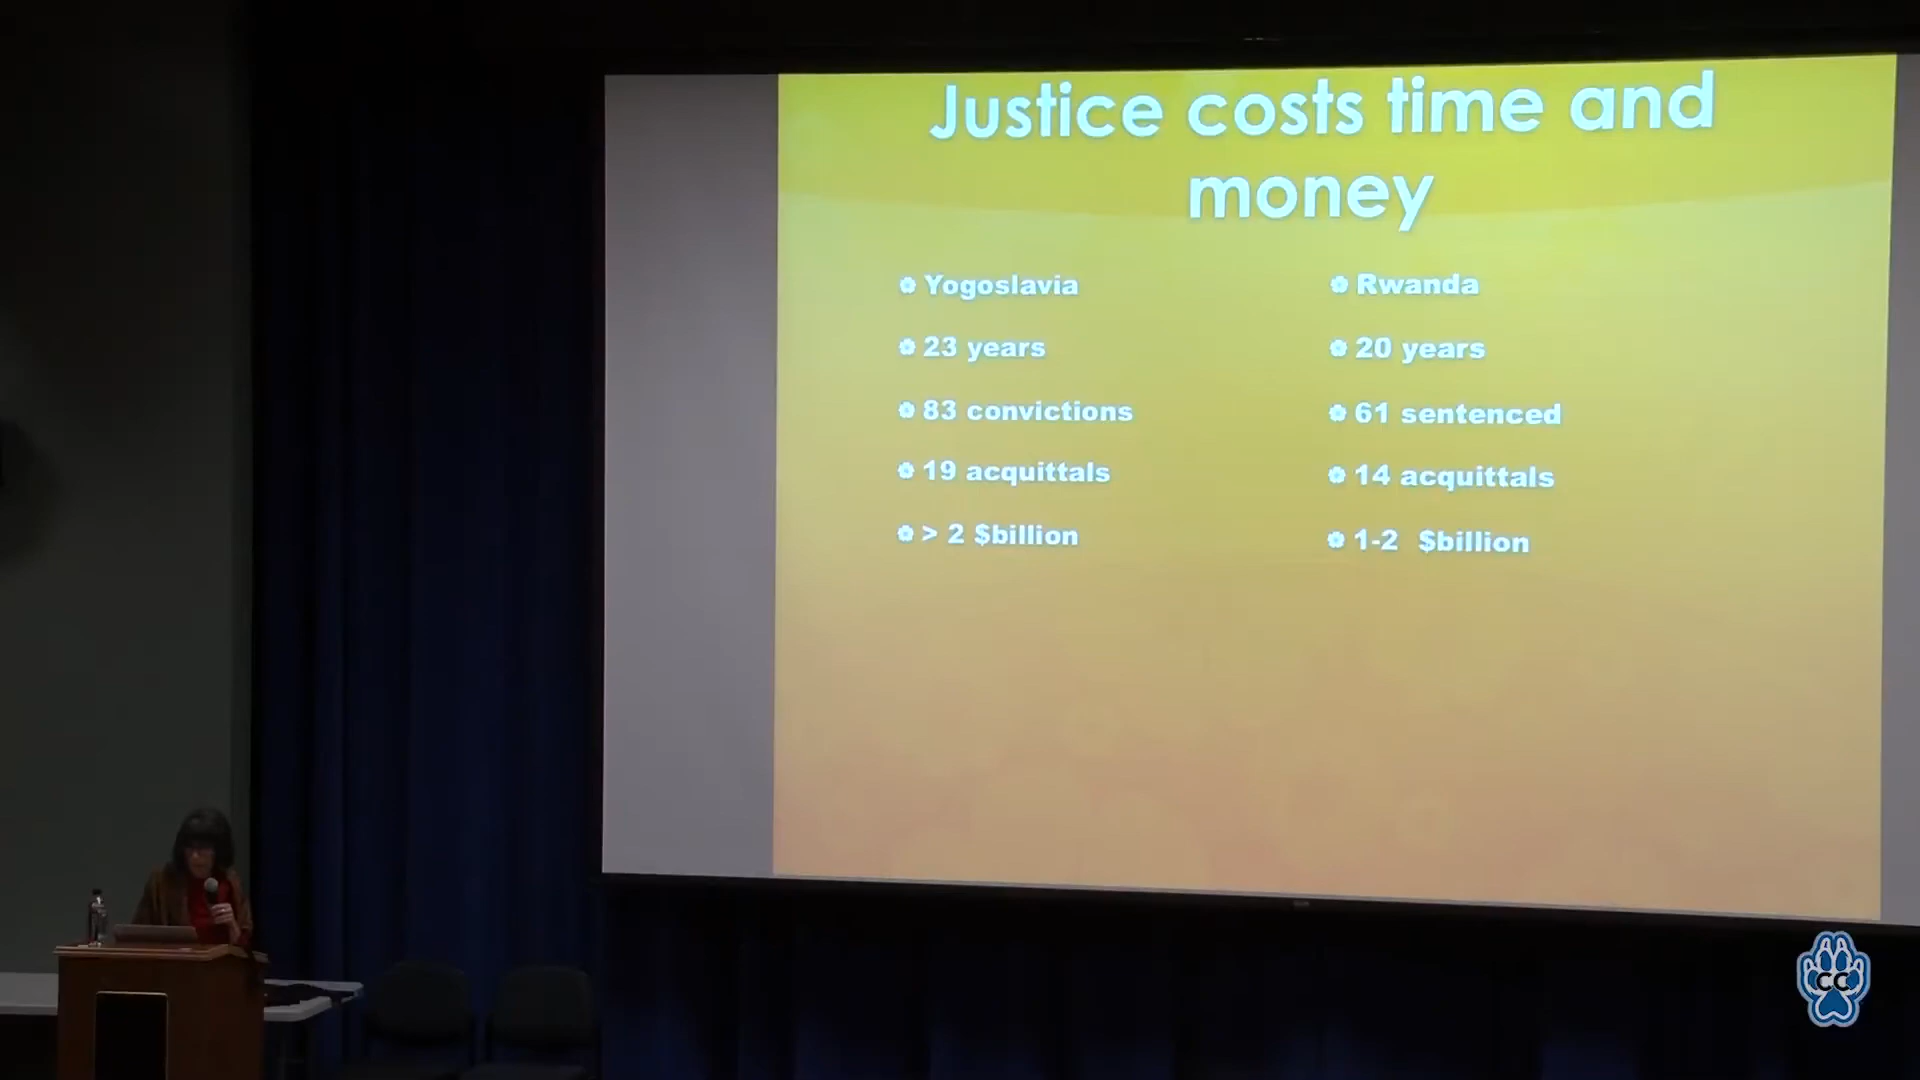 Justice costs time and
money
Yogoslavia
23 years
83 convictions
19 acquittals
> 2 $billion
Rwanda
20 years
61 sentenced
14 acquittals
1-2 $billion
CC